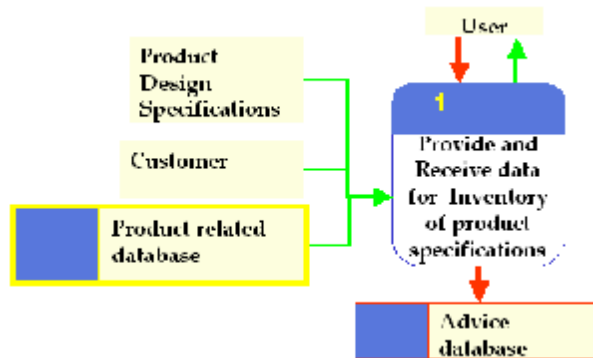 User
Product
Design
Specifications
1
Provide and
Receive data
for Inventory
of product
specifications
Customer
Product related
database
Advice
database